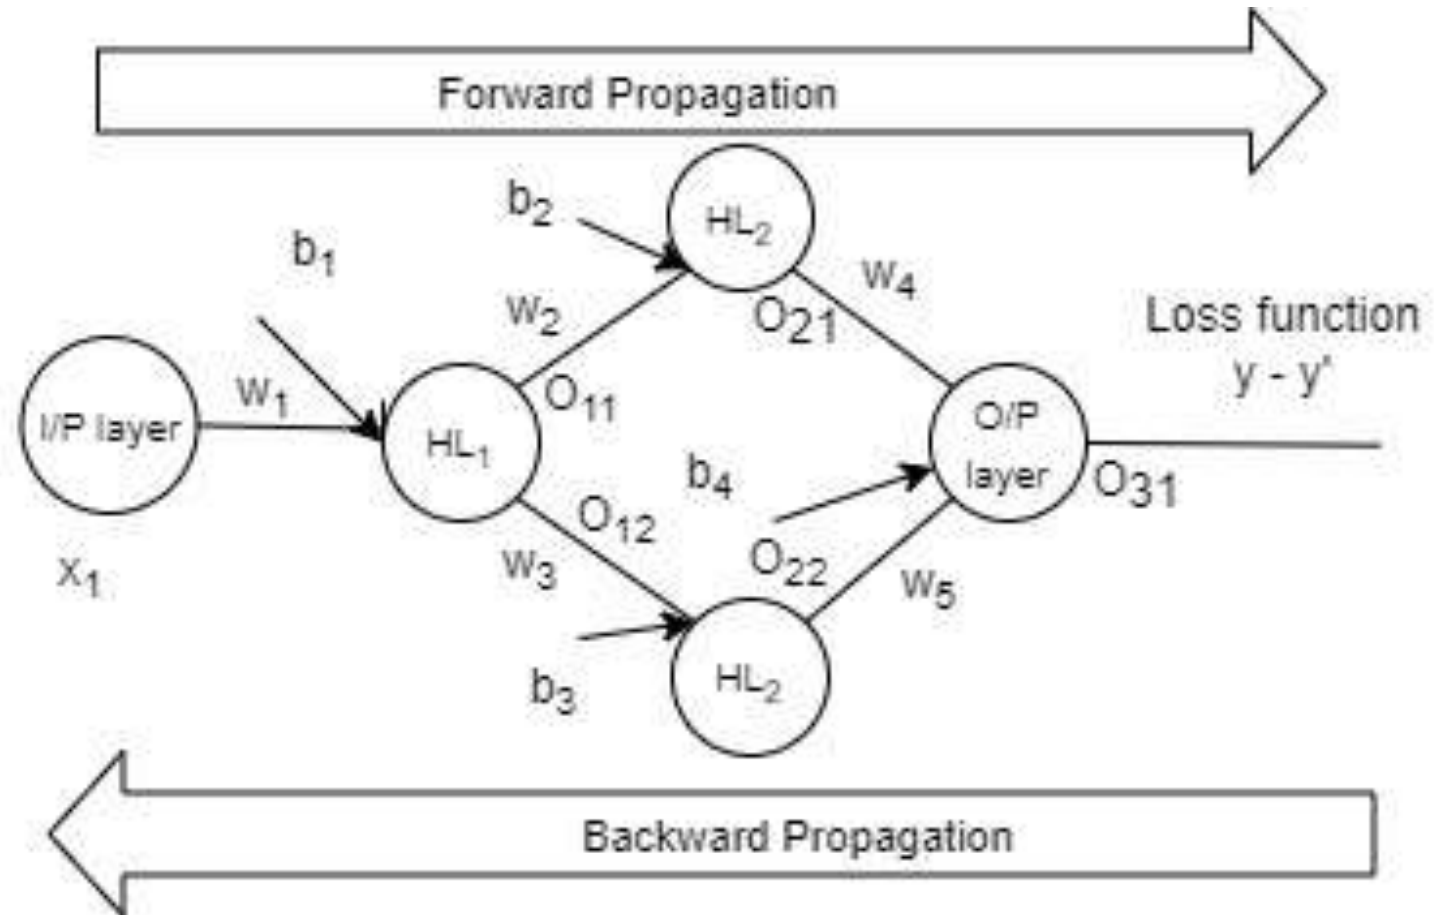 Forward Propagation
b₂
HL₂
b₁
w₄
w₂
O₂₁
Loss function
y - y^
w₁
O₁₁
I/P layer
HL₁
O/P
layer
b₄
O₃₁
O₁₂
x₁
w₃
O₂₂
w₅
b₃
HL₂
Backward Propagation